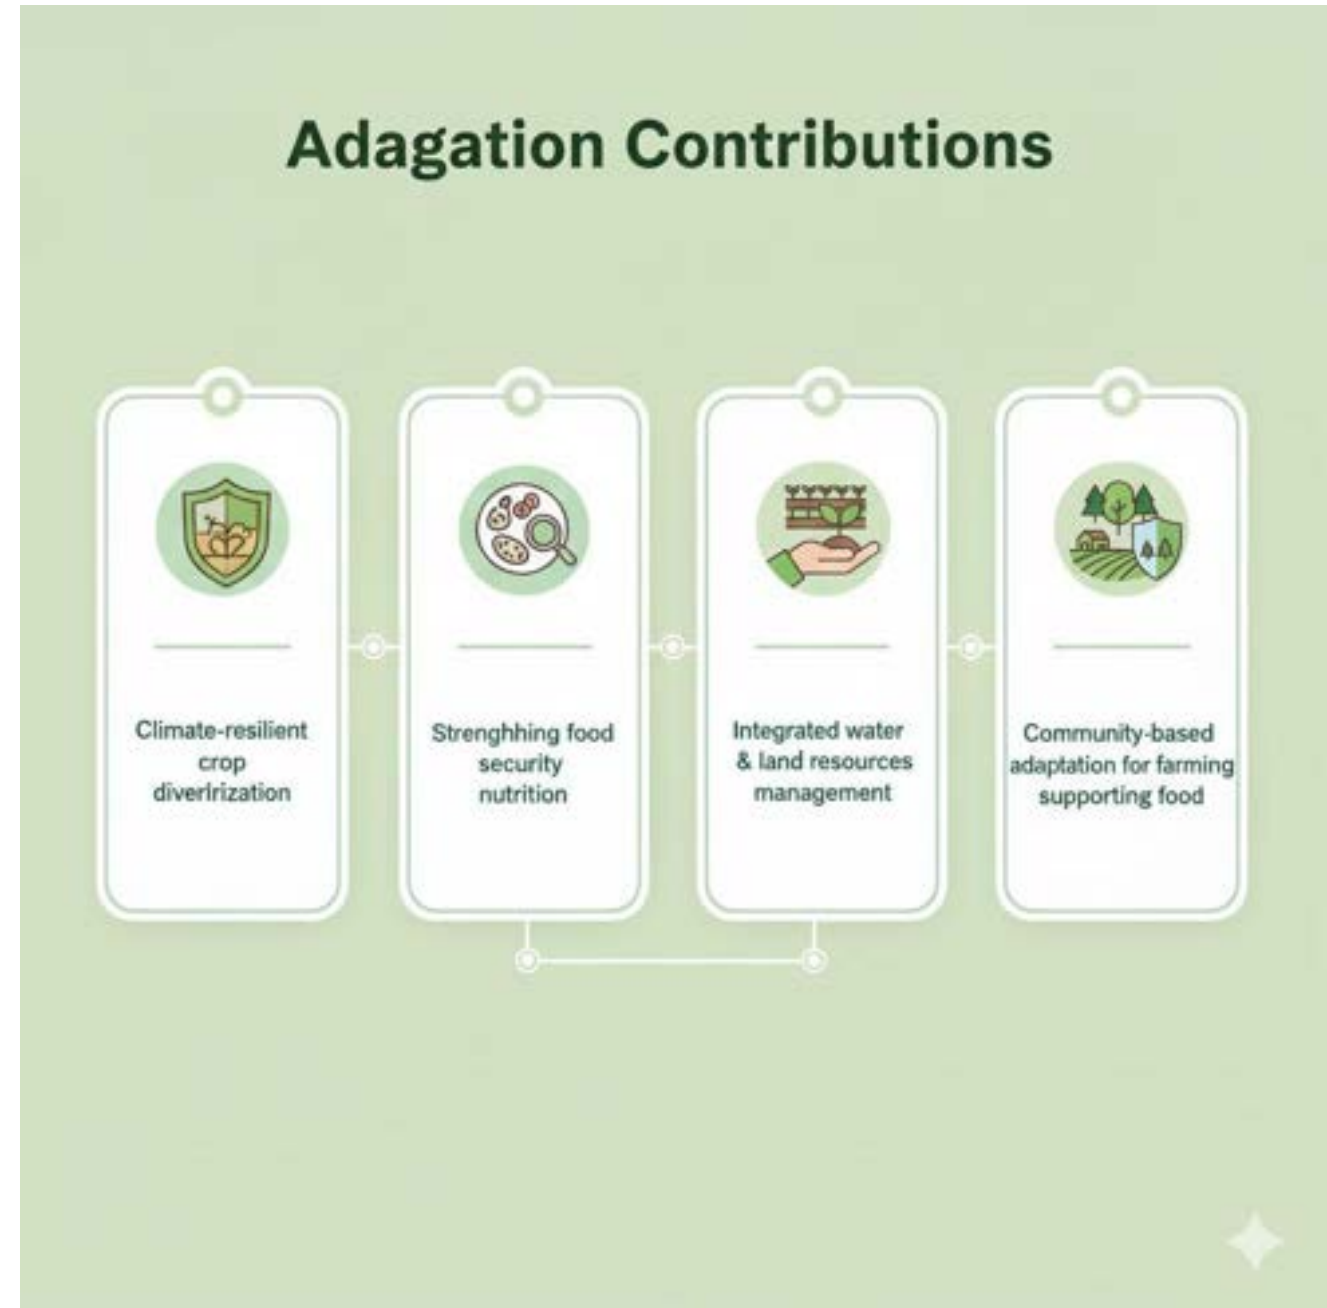 Adagation Contributions
Climate-resilient
crop
diverlrization
Strenghhing food
security
nutrition
Integrated water
& land resources
management
Community-based
adaptation for farming
supporting food